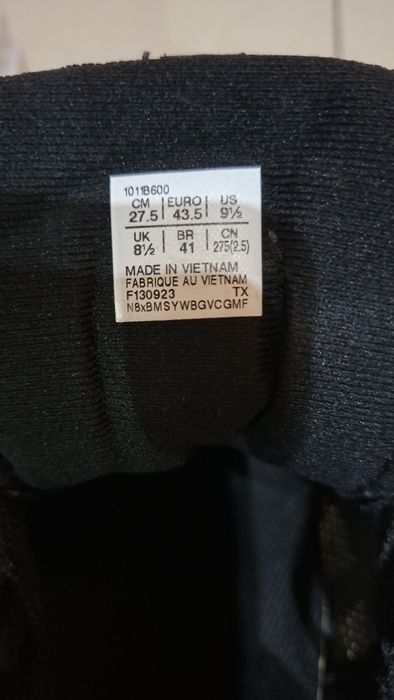 1011B600
CM EURO US
27.5 43.5 9½
UK BR CN
8½ 41 275(2.5)
MADE IN VIETNAM
FABRIQUE AU VIETNAM
F130923 TX
N8xBMSYWBGVCGMF